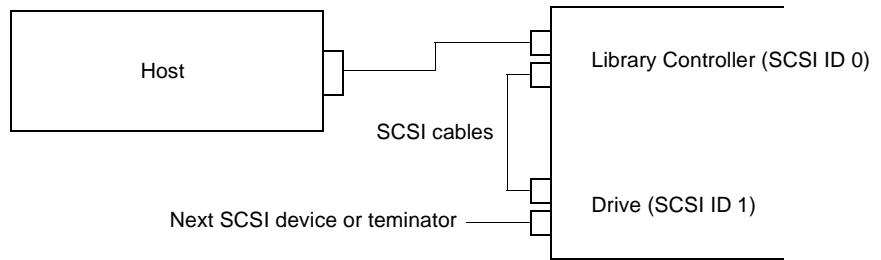 Host
Library Controller (SCSI ID 0)
SCSI cables
Drive (SCSI ID 1)
Next SCSI device or teminator